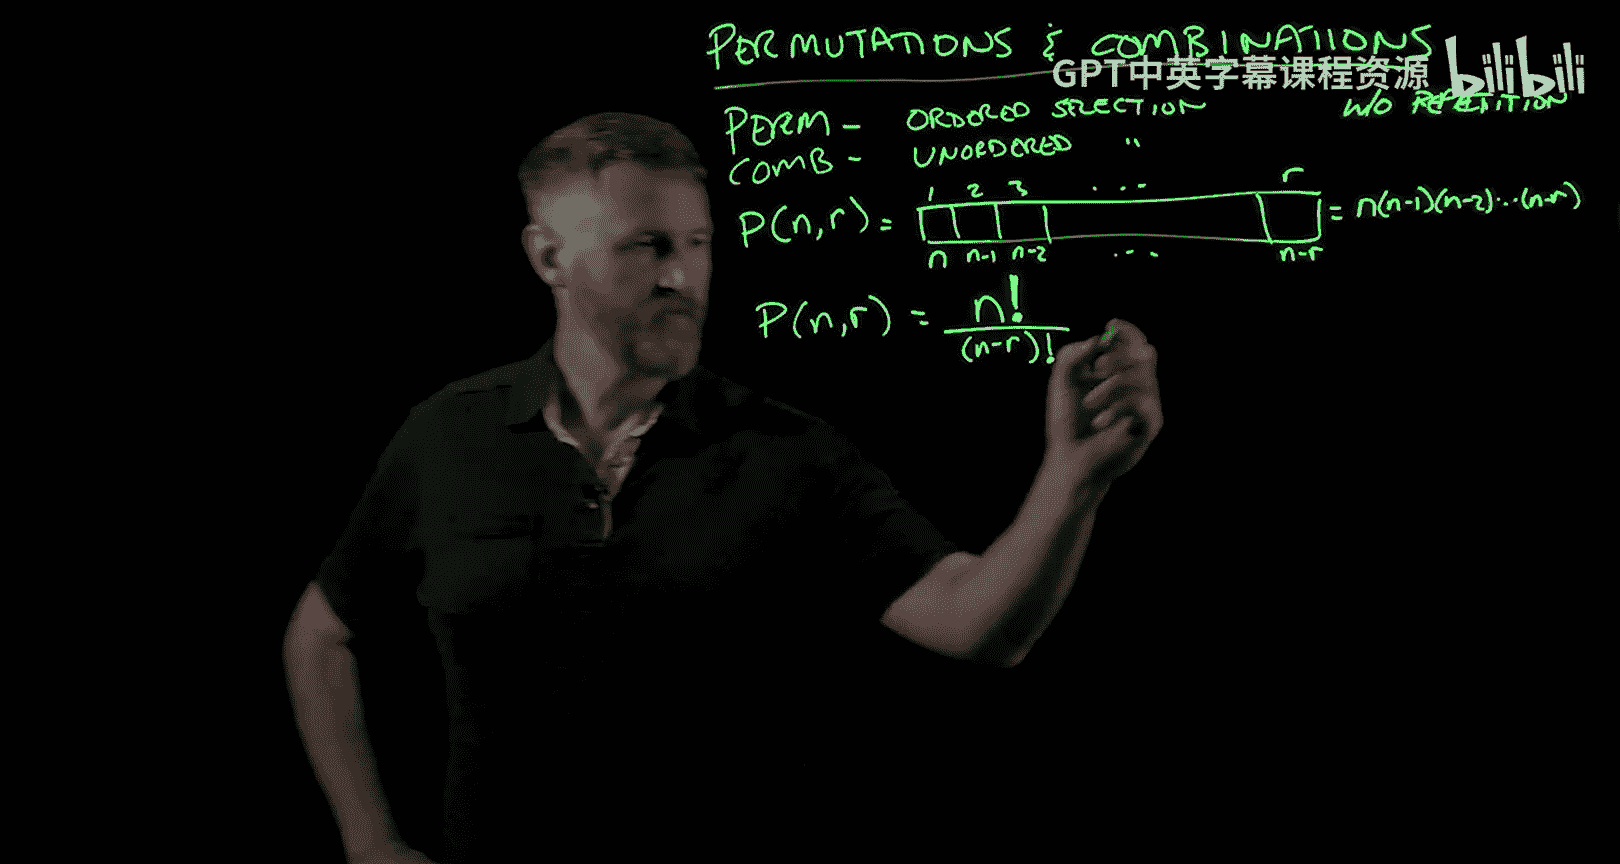 PERMUTATIONS & COMBINATIONS
GPT中英字幕课程资源 bilibili
PERM - ORDERED SELECTION W/O REPETITION
COMB - UNORDERED "
1 2 3 ... r
P(n,r) = = n(n-1)(n-2)...(n-r)
n n-1 n-2 ... n-r
P(n,r) = n!
(n-r)!